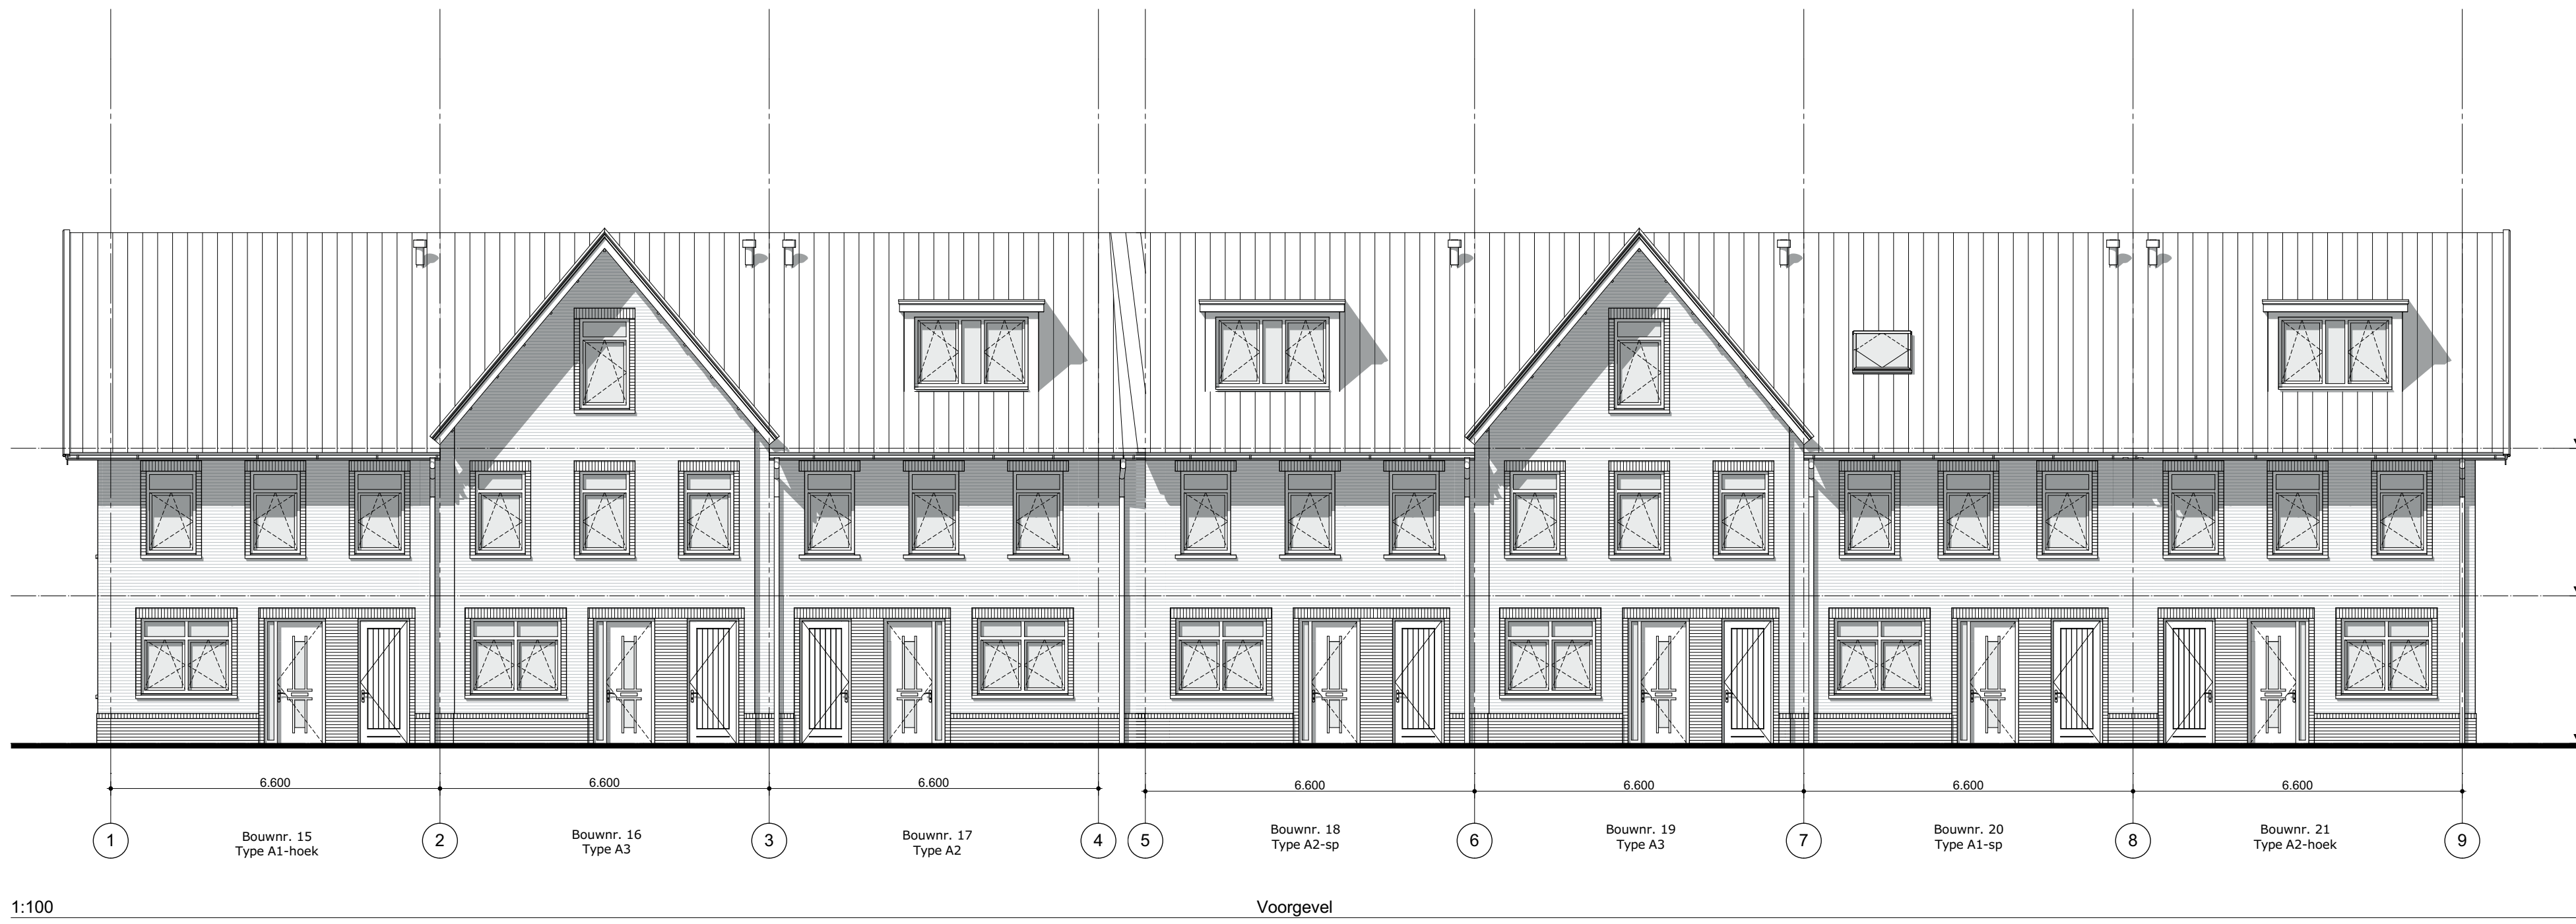 6.600 6.600 6.600 6.600 6.600 6.600 6.600
1 2 3 4 5 6 7 8 9
Bouwnr. 15
Type A1-hoek
Bouwnr. 16
Type A3
Bouwnr. 17
Type A2
Bouwnr. 18
Type A2-sp
Bouwnr. 19
Type A3
Bouwnr. 20
Type A1-sp
Bouwnr. 21
Type A2-hoek
1:100 Voorgevel